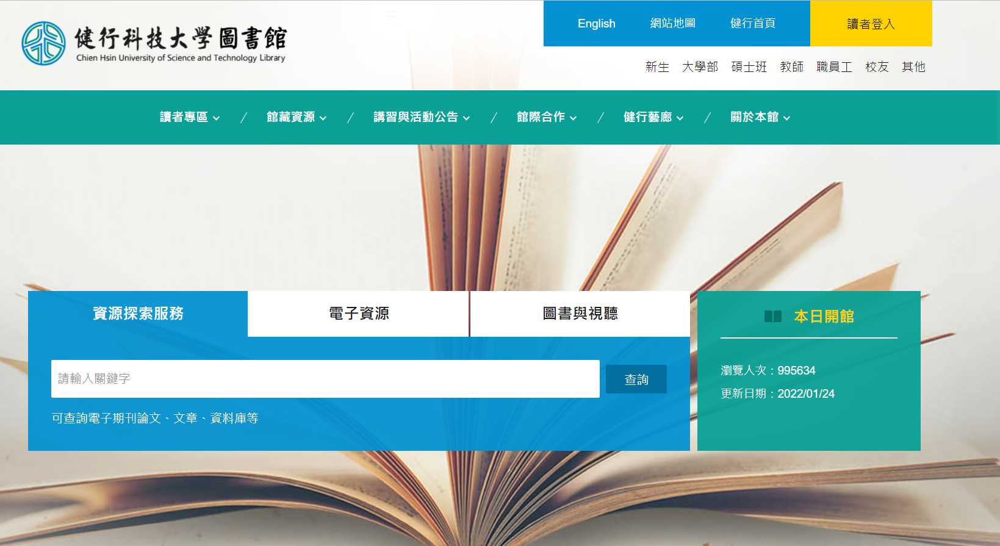 健行科技大學圖書館
Chien Hsin University of Science and Technology Library
English 網站地圖 健行首頁 讀者登入
新生 大學部 碩士班 教師 職員工 校友 其他
讀者專區 / 館藏資源 / 講習與活動公告 / 館際合作 / 健行藝廊 / 關於本館
資源探索服務 電子資源 圖書與視聽
請輸入關鍵字 查詢
可查詢電子期刊論文、文章、資料庫等
本日開館
瀏覽人次：995634
更新日期：2022/01/24